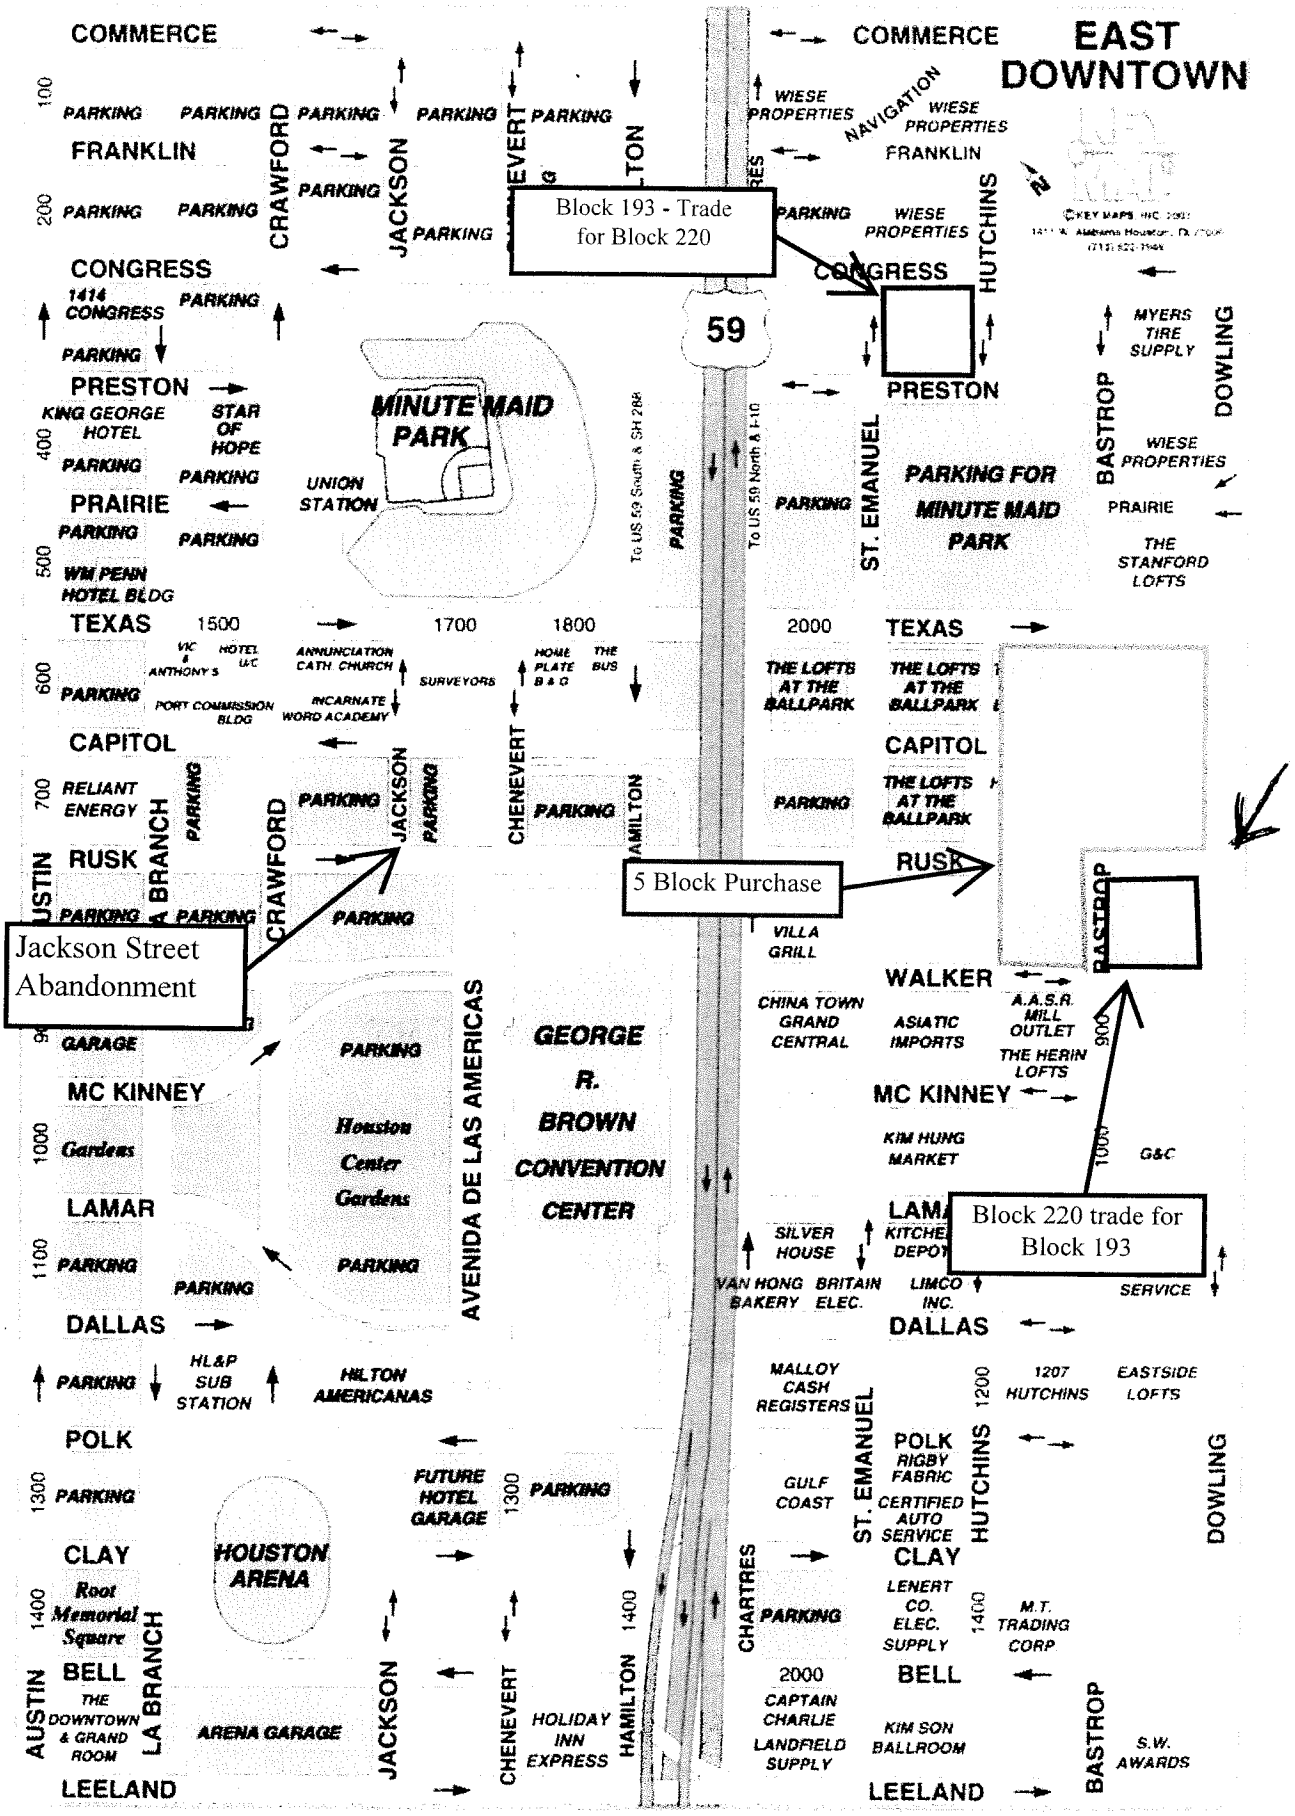 COMMERCE
COMMERCE
EAST
DOWNTOWN
100
PARKING
PARKING
PARKING
PARKING
PARKING
WIESE
PROPERTIES
NAVIGATION
WIESE
PROPERTIES
FRANKLIN
FRANKLIN
CRAWFORD
JACKSON
HUTCHINS
N
©KEY MAPS, INC.
200
PARKING
PARKING
PARKING
PARKING
PARKING
WIESE
PROPERTIES
Block 193 - Trade
for Block 220
CONGRESS
CONGRESS
1414
CONGRESS
PARKING
PARKING
59
MYERS
TIRE
SUPPLY
DOWLING
PRESTON
PRESTON
KING GEORGE
HOTEL
STAR
OF
HOPE
400
PARKING
PARKING
MINUTE MAID
PARK
UNION
STATION
To US 59 South & SH 288
PARKING
To US 59 North & I-10
PARKING
ST. EMANUEL
PARKING FOR
MINUTE MAID
PARK
BASTROP
WIESE
PROPERTIES
PRAIRIE
PRAIRIE
PARKING
PARKING
500
WM PENN
HOTEL BLDG
THE
STANFORD
LOFTS
TEXAS
1500
1700
1800
2000
TEXAS
600
VIC
&
ANTHONY'S
HOTEL
ANNUNCIATION
CATH. CHURCH
SURVEYORS
HOME
PLATE
B & G
THE
BUS
PARKING
PORT COMMISSION
BLDG
INCARNATE
WORD ACADEMY
THE LOFTS
AT THE
BALLPARK
THE LOFTS
AT THE
BALLPARK
CAPITOL
CAPITOL
700
RELIANT
ENERGY
PARKING
CRAWFORD
PARKING
JACKSON
PARKING
CHENEVERT
PARKING
PARKING
THE LOFTS
AT THE
BALLPARK
RUSK
RUSK
5 Block Purchase
PARKING
PARKING
PARKING
VILLA
GRILL
BASTROP
Jackson Street
Abandonment
WALKER
GARAGE
PARKING
AVENIDA DE LAS AMERICAS
GEORGE
R.
BROWN
CONVENTION
CENTER
CHINA TOWN
GRAND
CENTRAL
ASIATIC
IMPORTS
A.A.S.R.
MILL
OUTLET
THE HERIN
LOFTS
900
MC KINNEY
MC KINNEY
1000
Gardens
Houston
Center
Gardens
KIM HUNG
MARKET
1000
G&C
LAMAR
Block 220 trade for
Block 193
1100
PARKING
PARKING
PARKING
SILVER
HOUSE
VAN HONG
BAKERY
BRITAIN
ELEC.
LIMCO
INC.
SERVICE
DALLAS
DALLAS
PARKING
HL&P
SUB
STATION
HILTON
AMERICANAS
MALLOY
CASH
REGISTERS
ST. EMANUEL
1200
1207
HUTCHINS
EASTSIDE
LOFTS
POLK
POLK
1300
PARKING
FUTURE
HOTEL
GARAGE
1300
PARKING
GULF
COAST
RIGBY
FABRIC
CERTIFIED
AUTO
SERVICE
HUTCHINS
DOWLING
HOUSTON
ARENA
CLAY
CLAY
1400
Root
Memorial
Square
LA BRANCH
1400
CHARTRES
PARKING
LENERT
CO.
ELEC.
SUPPLY
1400
M.T.
TRADING
CORP
BELL
2000
BELL
AUSTIN
THE
DOWNTOWN
& GRAND
ROOM
ARENA GARAGE
JACKSON
CHENEVERT
HOLIDAY
INN
EXPRESS
HAMILTON
CAPTAIN
CHARLIE
LANDFIELD
SUPPLY
KIM SON
BALLROOM
BASTROP
S.W.
AWARDS
LEELAND
LEELAND